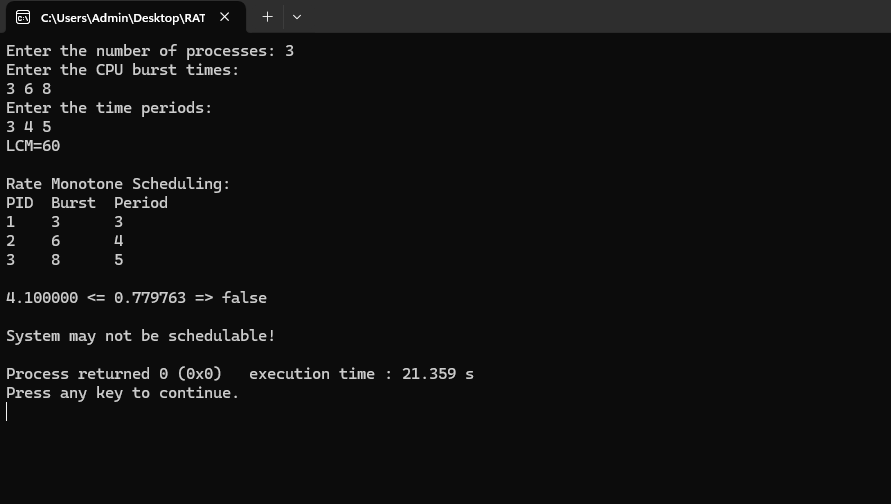 C:\Users\Admin\Desktop\RAT
Enter the number of processes: 3
Enter the CPU burst times:
3 6 8
Enter the time periods:
3 4 5
LCM=60
Rate Monotone Scheduling:
PID  Burst  Period
1    3      3
2    6      4
3    8      5
4.100000 <= 0.779763 => false
System may not be schedulable!
Process returned 0 (0x0)   execution time : 21.359 s
Press any key to continue.